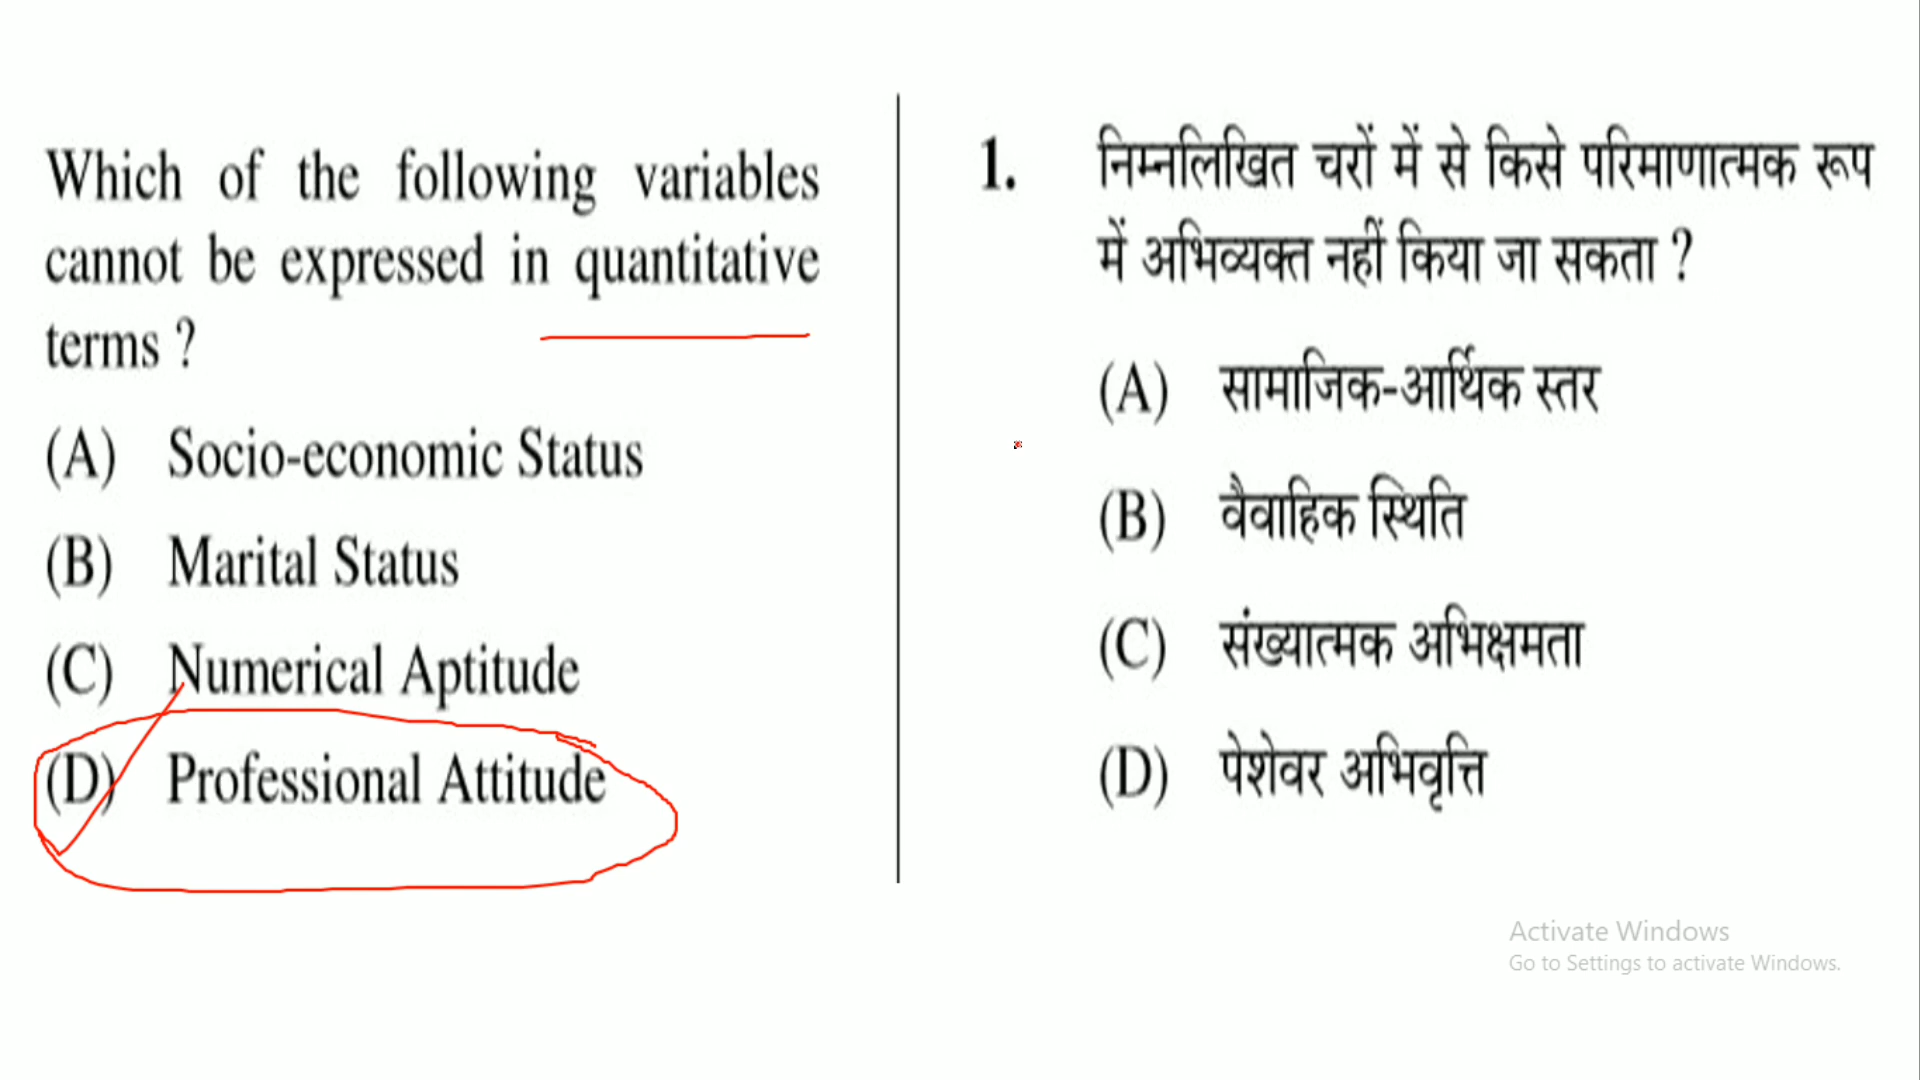 Which of the following variables
cannot be expressed in quantitative
terms ?
(A) Socio-economic Status
(B) Marital Status
(C) Numerical Aptitude
(D) Professional Attitude
1. निम्नलिखित चरों में से किसे परिमाणात्मक रूप
में अभिव्यक्त नहीं किया जा सकता ?
(A) सामाजिक-आर्थिक स्तर
(B) वैवाहिक स्थिति
(C) संख्यात्मक अभिक्षमता
(D) पेशेवर अभिवृत्ति
Activate Windows
Go to Settings to activate Windows.